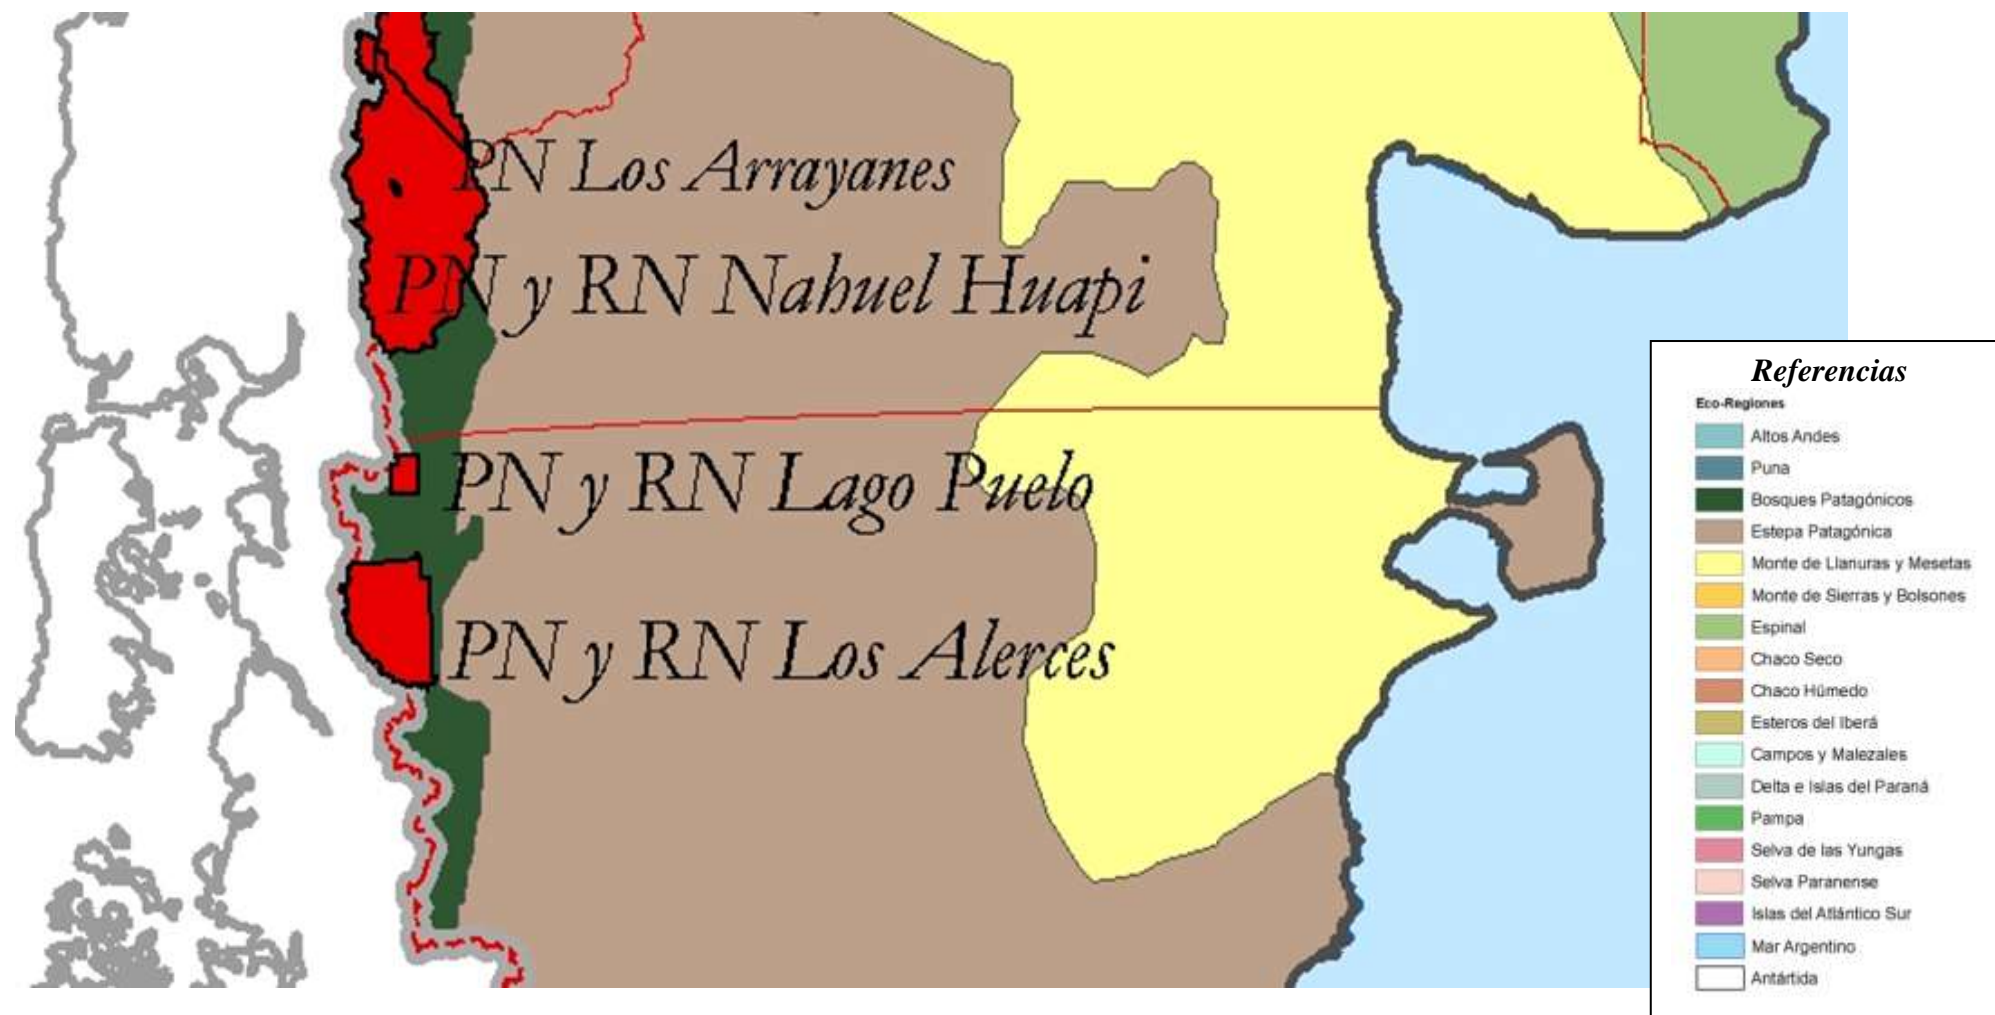 PN Los Arrayanes
PN y RN Nahuel Huapi
PN y RN Lago Puelo
PN y RN Los Alerces
Referencias
Eco-Regiones
Altos Andes
Puna
Bosques Patagónicos
Estepa Patagónica
Monte de Llanuras y Mesetas
Monte de Sierras y Bolsones
Espinal
Chaco Seco
Chaco Húmedo
Esteros del Iberá
Campos y Malezales
Delta e Islas del Paraná
Pampa
Selva de las Yungas
Selva Paranense
Islas del Atlántico Sur
Mar Argentino
Antártida